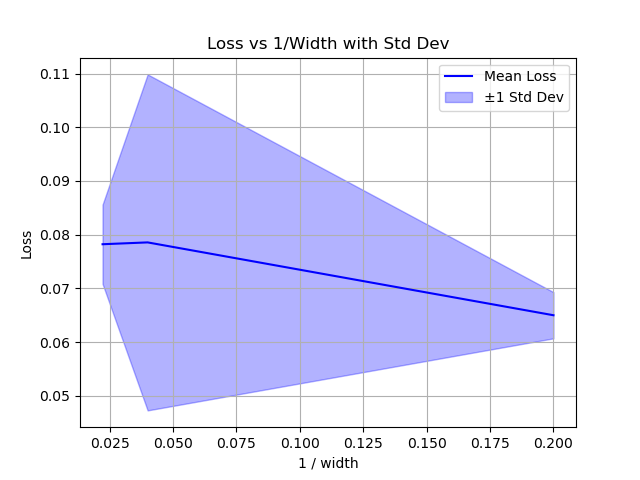 Loss vs 1/Width with Std Dev
Mean Loss
±1 Std Dev
Loss
0.11
0.10
0.09
0.08
0.07
0.06
0.05
0.025 0.050 0.075 0.100 0.125 0.150 0.175 0.200
1 / width